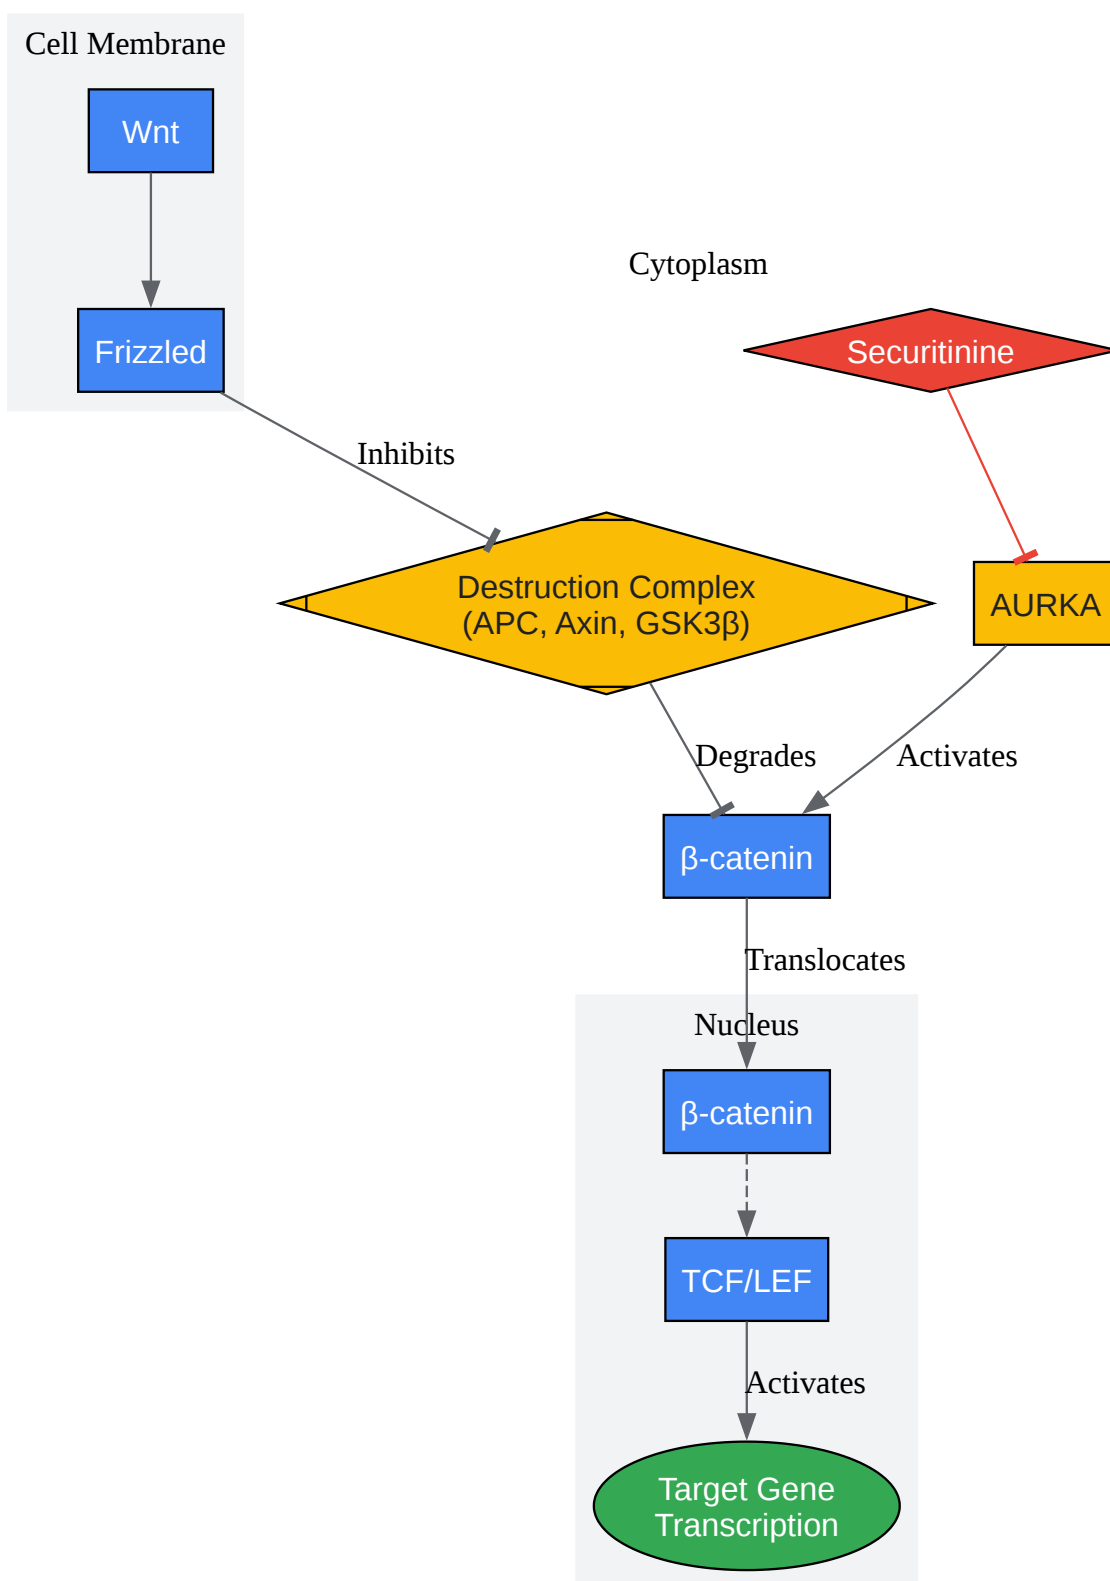 Cell Membrane
Wnt
Cytoplasm
Frizzled
Securitinine
Inhibits
Destruction Complex
(APC, Axin, GSK3β)
AURKA
Degrades
Activates
β-catenin
Translocates
Nucleus
β-catenin
TCF/LEF
Activates
Target Gene
Transcription